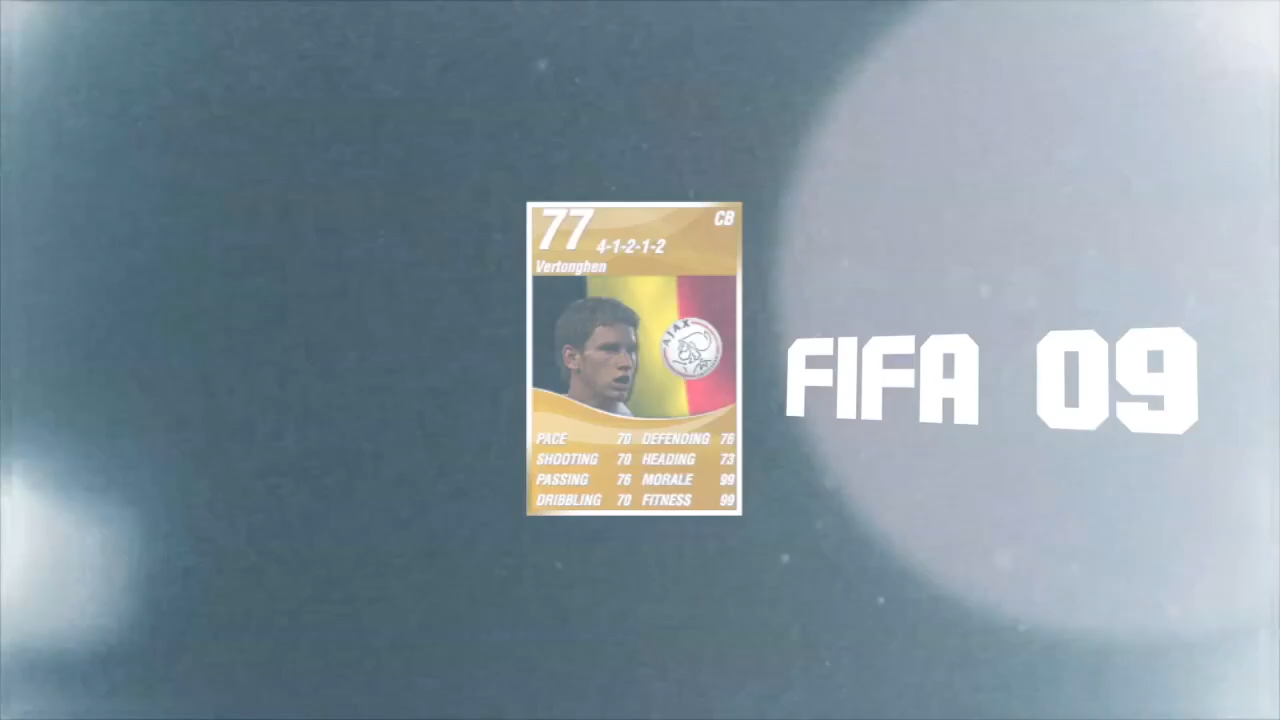 77
4-1-2-1-2
CB
Vertonghen
AJAX
PACE 70 DEFENDING 76
SHOOTING 70 HEADING 73
PASSING 76 MORALE 99
DRIBBLING 70 FITNESS 99
FIFA 09